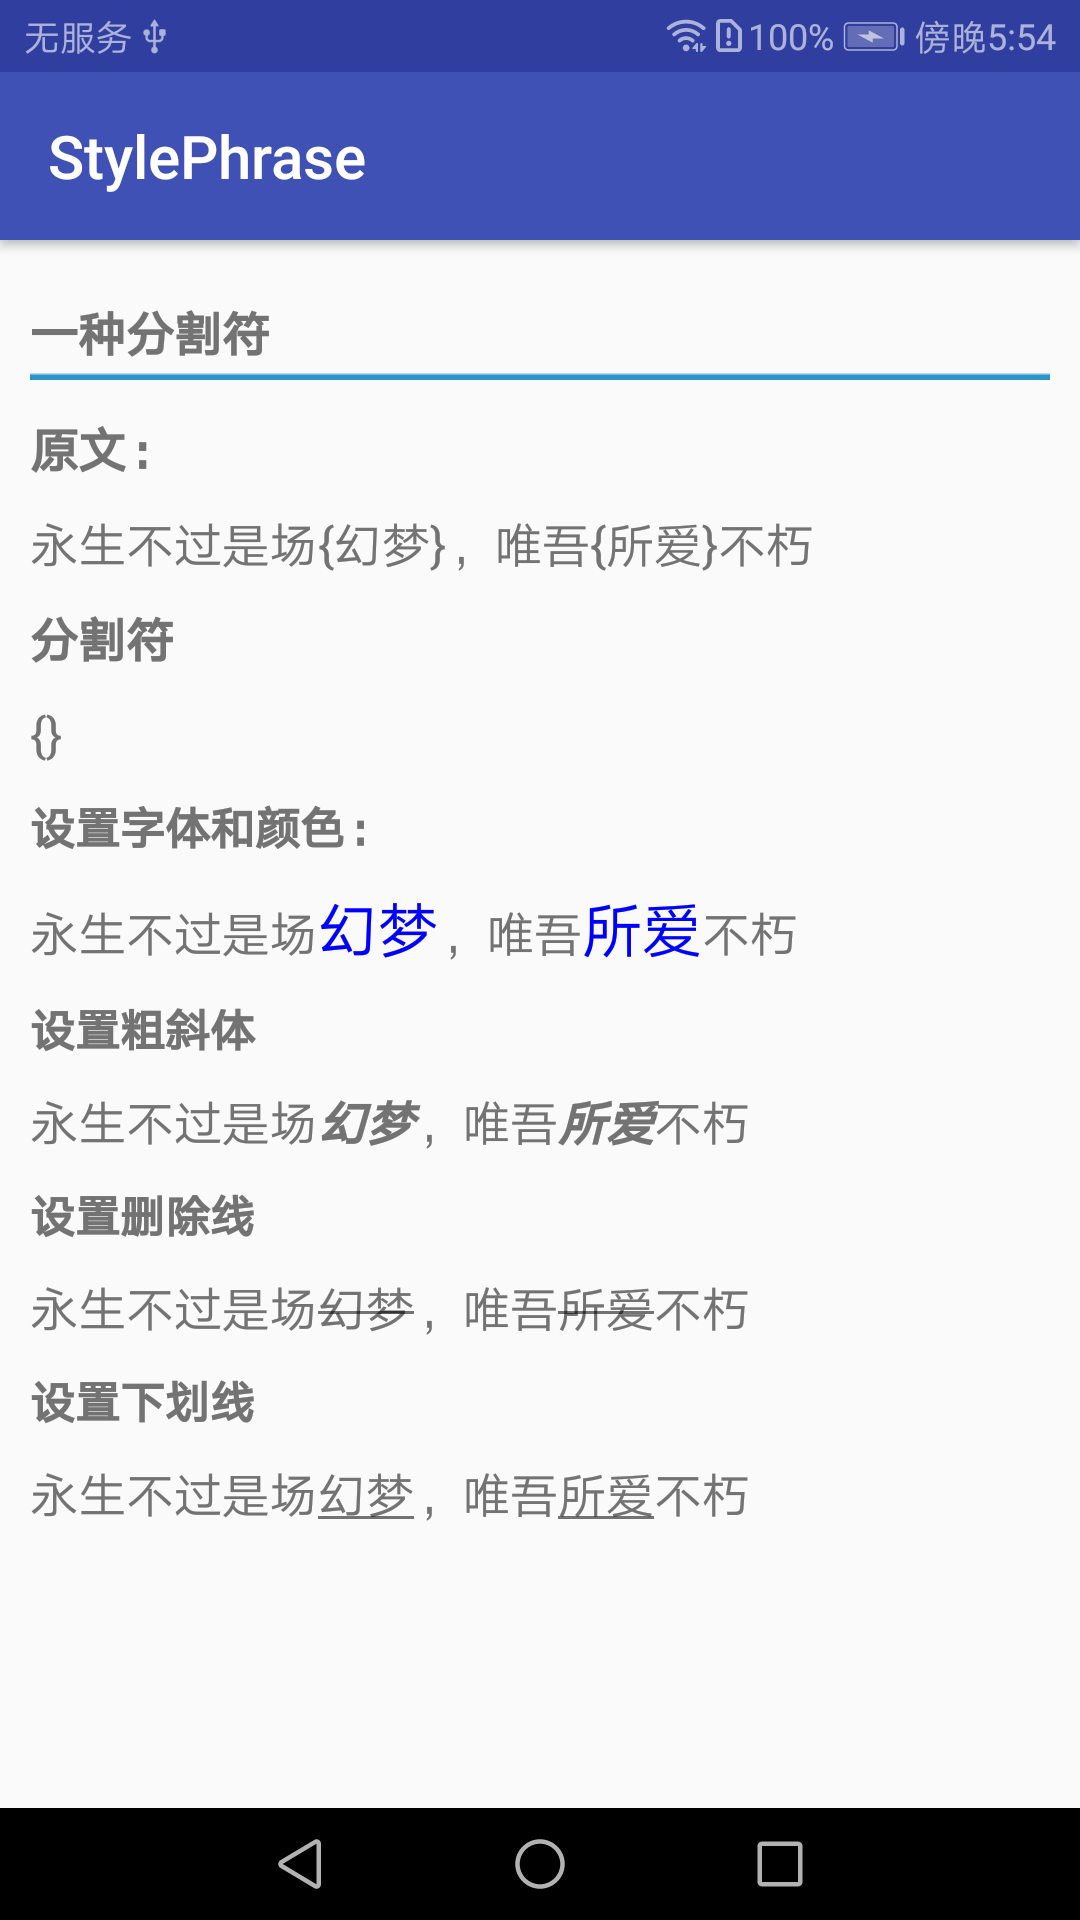 无服务 100% 傍晚5:54
StylePhrase
一种分割符
原文:
永生不过是场{幻梦}，唯吾{所爱}不朽
分割符
{}
设置字体和颜色:
永生不过是场幻梦，唯吾所爱不朽
设置粗斜体
永生不过是场幻梦，唯吾所爱不朽
设置删除线
永生不过是场幻梦，唯吾所爱不朽
设置下划线
永生不过是场幻梦，唯吾所爱不朽